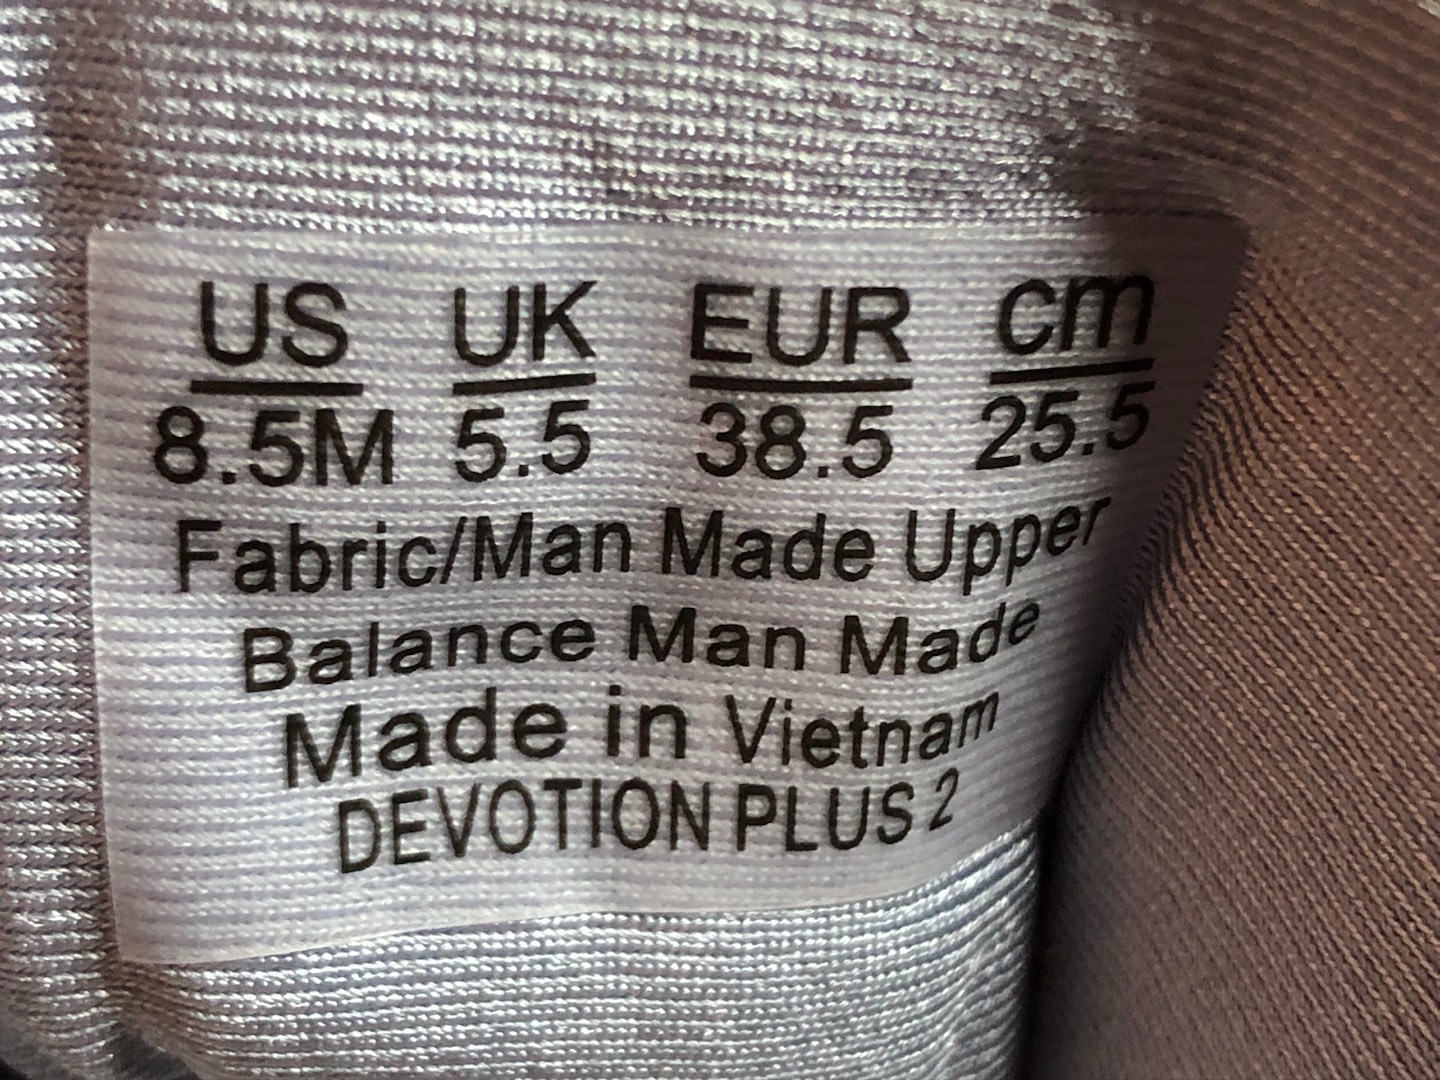 US UK EUR cm
8.5M 5.5 38.5 25.5
Fabric/Man Made Upper
Balance Man Made
Made in Vietnam
DEVOTION PLUS 2